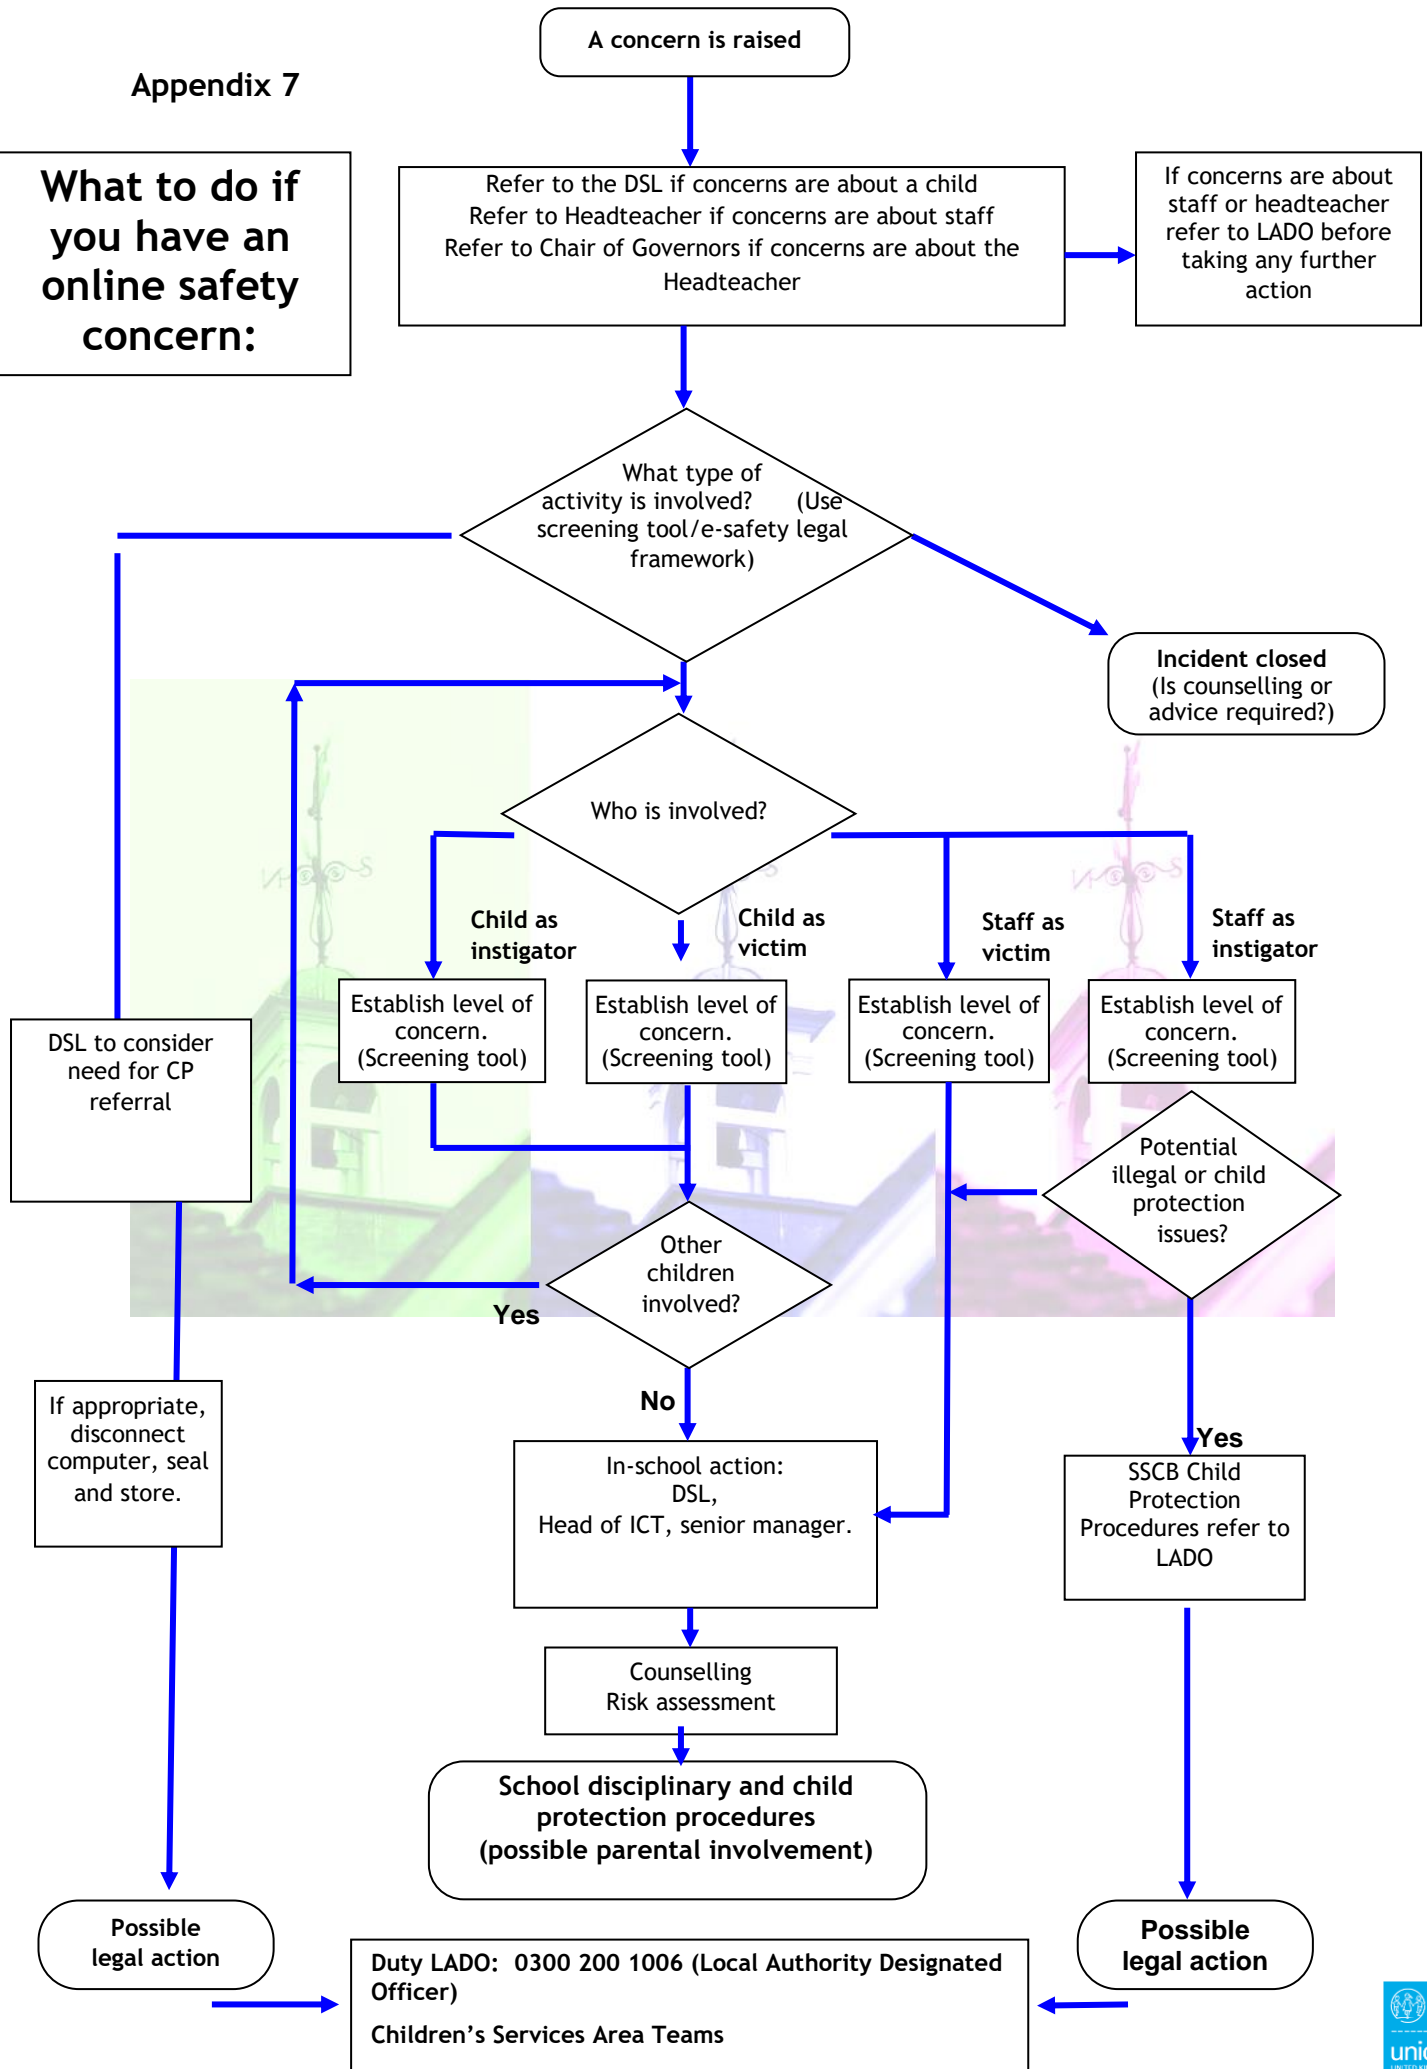 A concern is raised
Appendix 7
What to do if
you have an
online safety
concern:
Refer to the DSL if concerns are about a child
Refer to Headteacher if concerns are about staff
Refer to Chair of Governors if concerns are about the
Headteacher
If concerns are about
staff or headteacher
refer to LADO before
taking any further
action
What type of
activity is involved? (Use
screening tool/e-safety legal
framework)
Incident closed
(Is counselling or
advice required?)
Who is involved?
Child as
instigator
Child as
victim
Staff as
victim
Staff as
instigator
Establish level of
concern.
(Screening tool)
Establish level of
concern.
(Screening tool)
Establish level of
concern.
(Screening tool)
Establish level of
concern.
(Screening tool)
DSL to consider
need for CP
referral
Potential
illegal or child
protection
issues?
Other
children
involved?
Yes
No
Yes
If appropriate,
disconnect
computer, seal
and store.
In-school action:
DSL,
Head of ICT, senior manager.
SSCB Child
Protection
Procedures refer to
LADO
Counselling
Risk assessment
School disciplinary and child
protection procedures
(possible parental involvement)
Possible
legal action
Possible
legal action
Duty LADO: 0300 200 1006 (Local Authority Designated
Officer)
Children's Services Area Teams